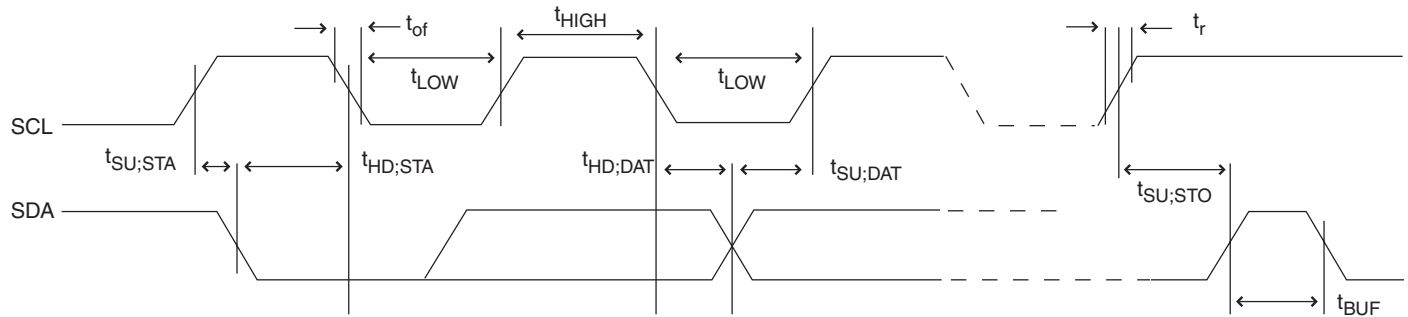 t_of
t_HIGH
t_r
t_LOW
t_LOW
SCL
t_SU;STA
t_HD;STA
t_HD;DAT
t_SU;DAT
t_SU;STO
SDA
t_BUF